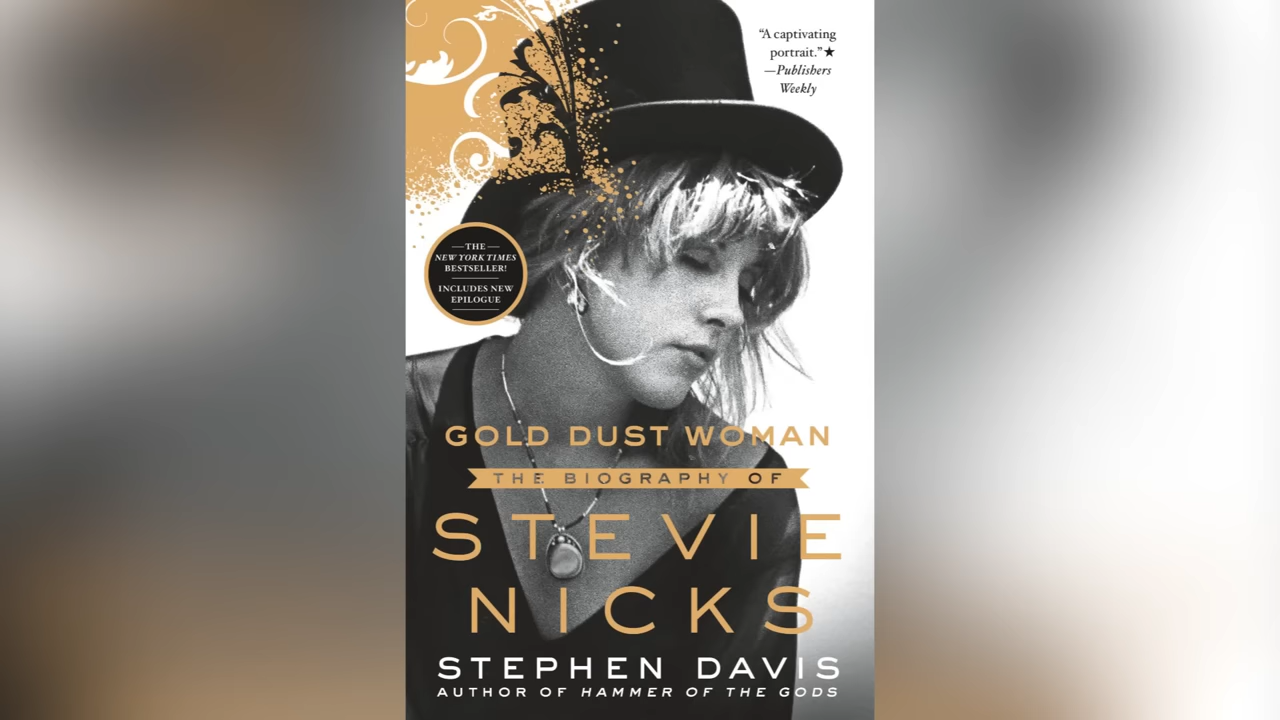 “A captivating
portrait.”★
—Publishers
Weekly
—THE—
NEW YORK TIMES
BESTSELLER!
INCLUDES NEW
EPILOGUE
GOLD DUST WOMAN
THE BIOGRAPHY OF
STEVIE
NICKS
STEPHEN DAVIS
AUTHOR OF HAMMER OF THE GODS